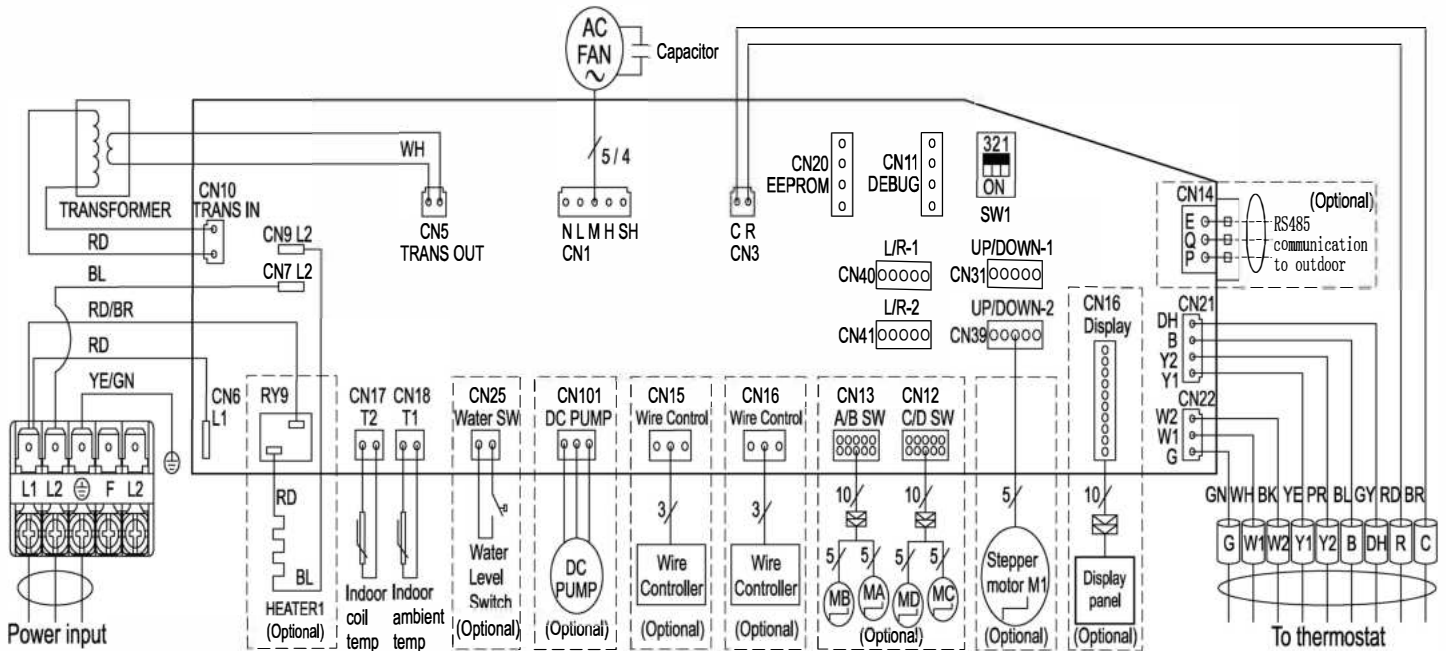 AC
FAN
Capacitor
WH
5 / 4
TRANSFORMER
CN10
TRANS IN
CN5
TRANS OUT
N L M H SH
CN1
C R
CN3
CN20
EEPROM
CN11
DEBUG
321
ON
SW1
CN14
(Optional)
E
Q
P
RS485
communication
to outdoor
RD
CN9 L2
BL
CN7 L2
RD/BR
RD
YE/GN
L/R-1
CN40
L/R-2
CN41
UP/DOWN-1
CN31
UP/DOWN-2
CN39
CN16
Display
CN21
DH
B
Y2
Y1
CN22
W2
W1
G
CN6
L1
RY9
CN17
T2
CN18
T1
CN25
Water SW
CN101
DC PUMP
CN15
Wire Control
CN16
Wire Control
CN13
A/B SW
CN12
C/D SW
L1 L2 F L2
RD
BL
HEATER1
(Optional)
Indoor
coil
temp
Indoor
ambient
temp
Water
Level
Switch
(Optional)
DC
PUMP
(Optional)
3
Wire
Controller
(Optional)
3
Wire
Controller
(Optional)
10
10
5 5 5 5
MB MA MD MC
(Optional)
5
Stepper
motor M1
(Optional)
10
Display
panel
(Optional)
GN WH BK YE PR BL GY RD BR
G W1 W2 Y1 Y2 B DH R C
Power input
To thermostat